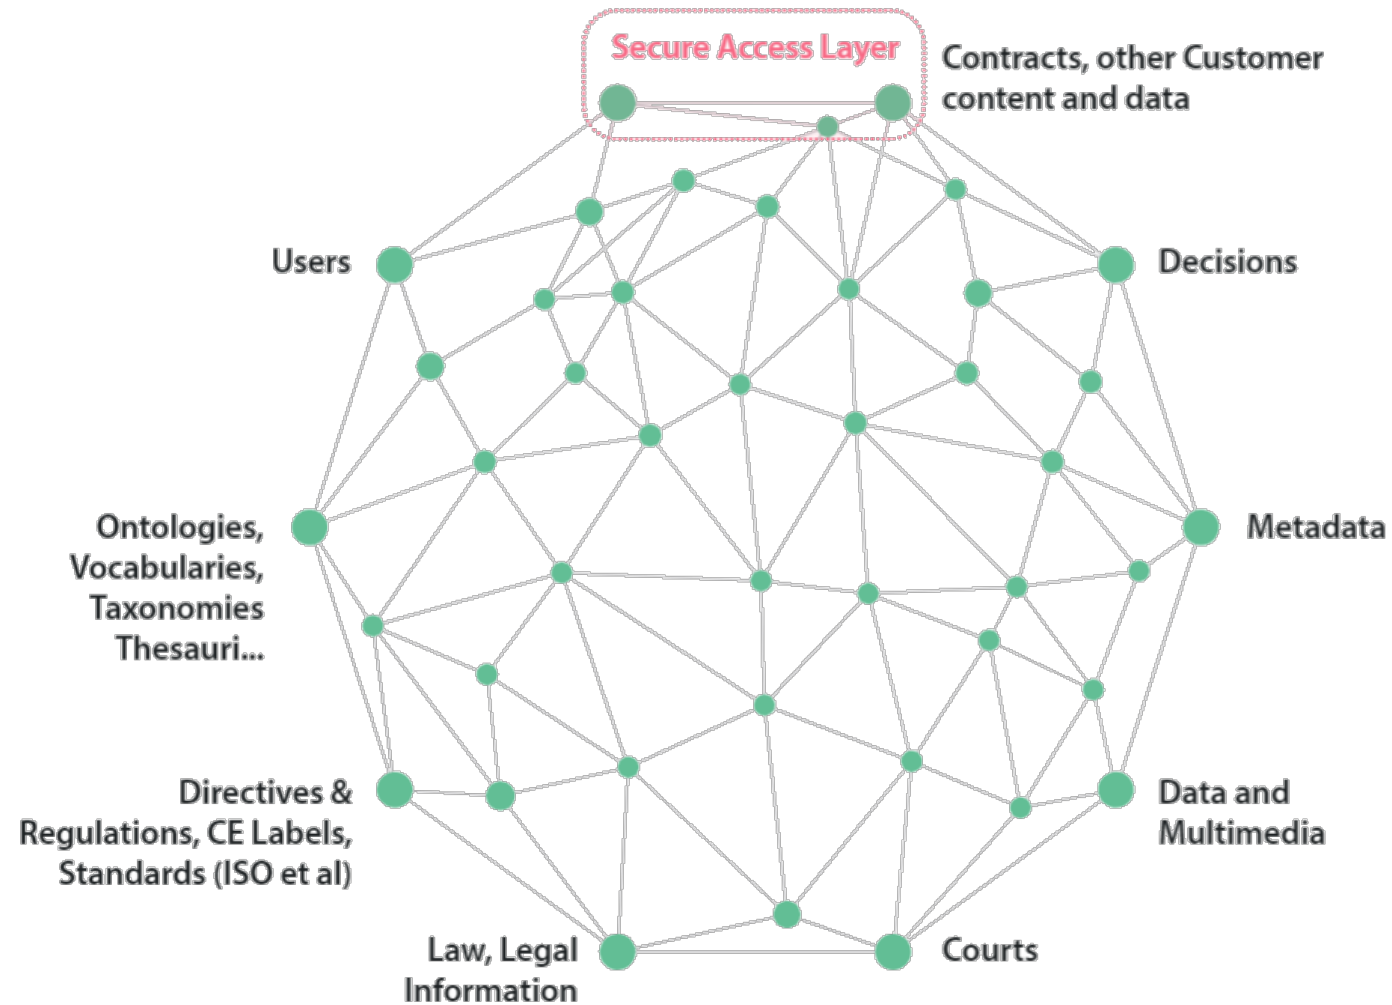 Secure Access Layer
Contracts, other Customer
content and data
Users
Decisions
Ontologies,
Vocabularies,
Taxonomies
Thesauri...
Metadata
Directives &
Regulations, CE Labels,
Standards (ISO et al)
Data and
Multimedia
Law, Legal
Information
Courts